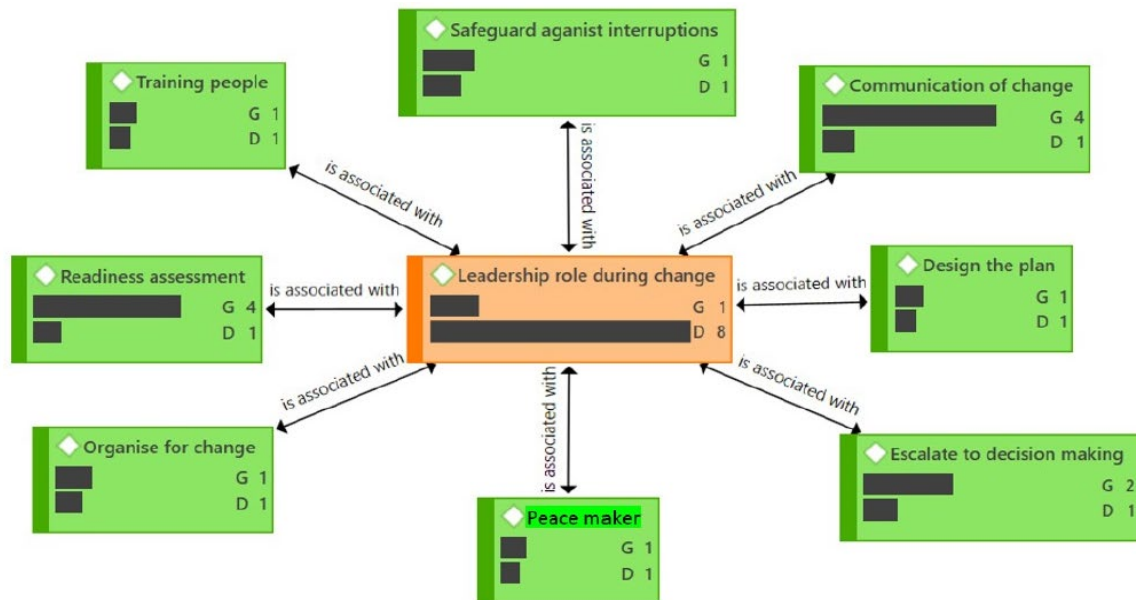 Safeguard aganist interruptions
G 1
D 1
Training people
G 1
D 1
Communication of change
G 4
D 1
is associated with
is associated with
is associated with
Readiness assessment
G 4
D 1
is associated with
Leadership role during change
G 1
D 8
is associated with
Design the plan
G 1
D 1
is associated with
is associated with
is associated with
Organise for change
G 1
D 1
Peace maker
G 1
D 1
Escalate to decision making
G 2
D 1